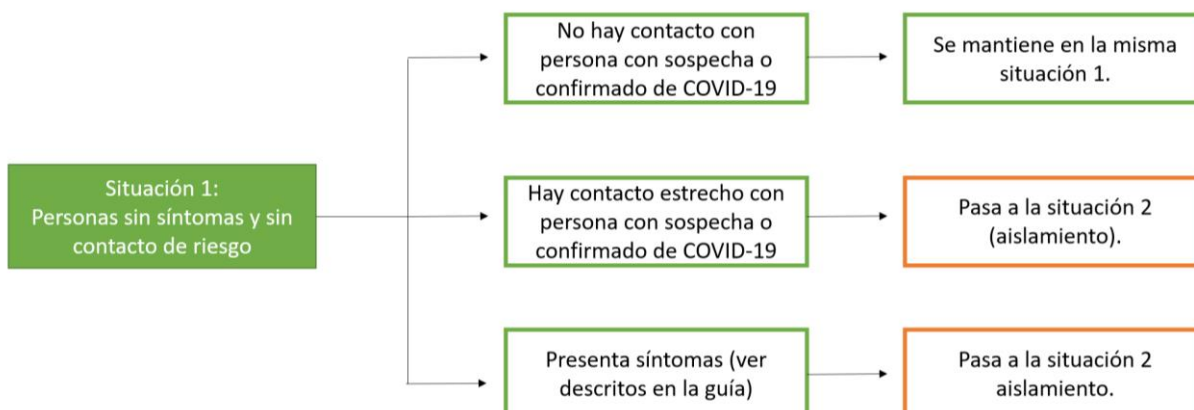 No hay contacto con
persona con sospecha o
confirmado de COVID-19
Se mantiene en la misma
situación 1.
Situación 1:
Personas sin síntomas y sin
contacto de riesgo
Hay contacto estrecho con
persona con sospecha o
confirmado de COVID-19
Pasa a la situación 2
(aislamiento).
Presenta síntomas (ver
descritos en la guía)
Pasa a la situación 2
aislamiento.